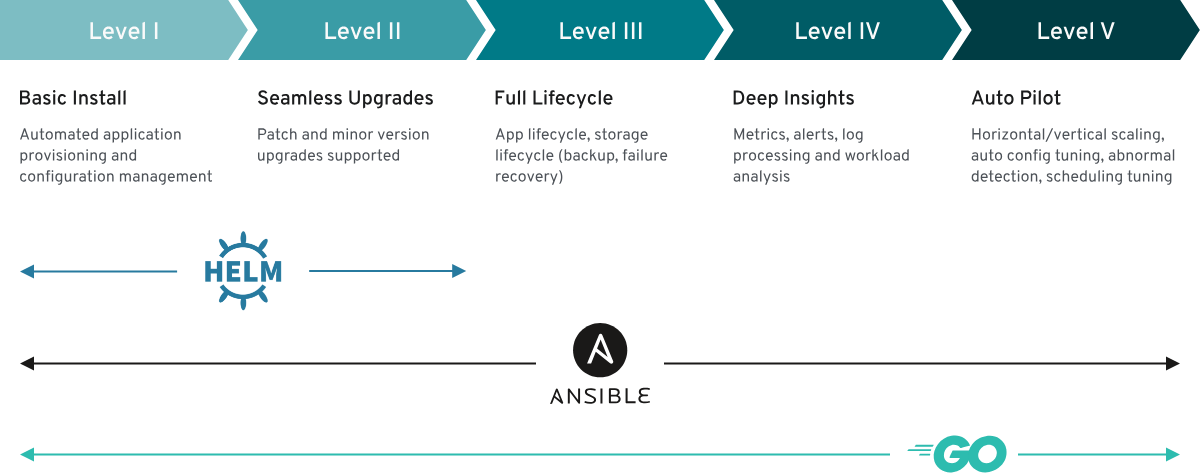 Level I
Level II
Level III
Level IV
Level V
Basic Install
Automated application
provisioning and
configuration management
Seamless Upgrades
Patch and minor version
upgrades supported
Full Lifecycle
App lifecycle, storage
lifecycle (backup, failure
recovery)
Deep Insights
Metrics, alerts, log
processing and workload
analysis
Auto Pilot
Horizontal/vertical scaling,
auto config tuning, abnormal
detection, scheduling tuning
HELM
A
ANSIBLE
GO